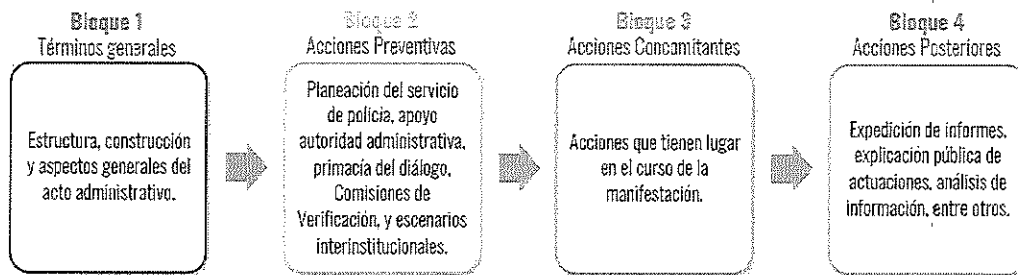 Bloque 1
Términos generales
Estructura, construcción
y aspectos generales del
acto administrativo.
Bloque 2
Acciones Preventivas
Planeación del servicio
de policía, apoyo
autoridad administrativa,
primacía del diálogo,
Comisiones de
Verificación, y escenarios
interinstitucionales.
Bloque 3
Acciones Concomitantes
Acciones que tienen lugar
en el curso de la
manifestación.
Bloque 4
Acciones Posteriores
Expedición de informes,
explicación pública de
actuaciones, análisis de
información, entre otros.